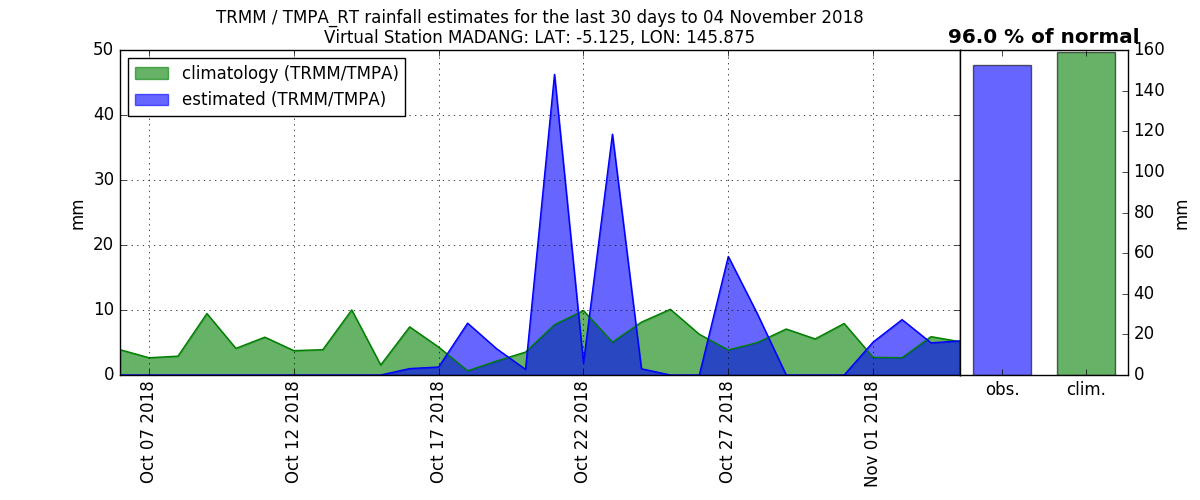 TRMM / TMPA_RT rainfall estimates for the last 30 days to 04 November 2018
Virtual Station MADANG: LAT: -5.125, LON: 145.875
96.0 % of normal
climatology (TRMM/TMPA)
estimated (TRMM/TMPA)
50
40
30
20
10
0
mm
Oct 07 2018
Oct 12 2018
Oct 17 2018
Oct 22 2018
Oct 27 2018
Nov 01 2018
obs.
clim.
160
140
120
100
80
60
40
20
0
mm